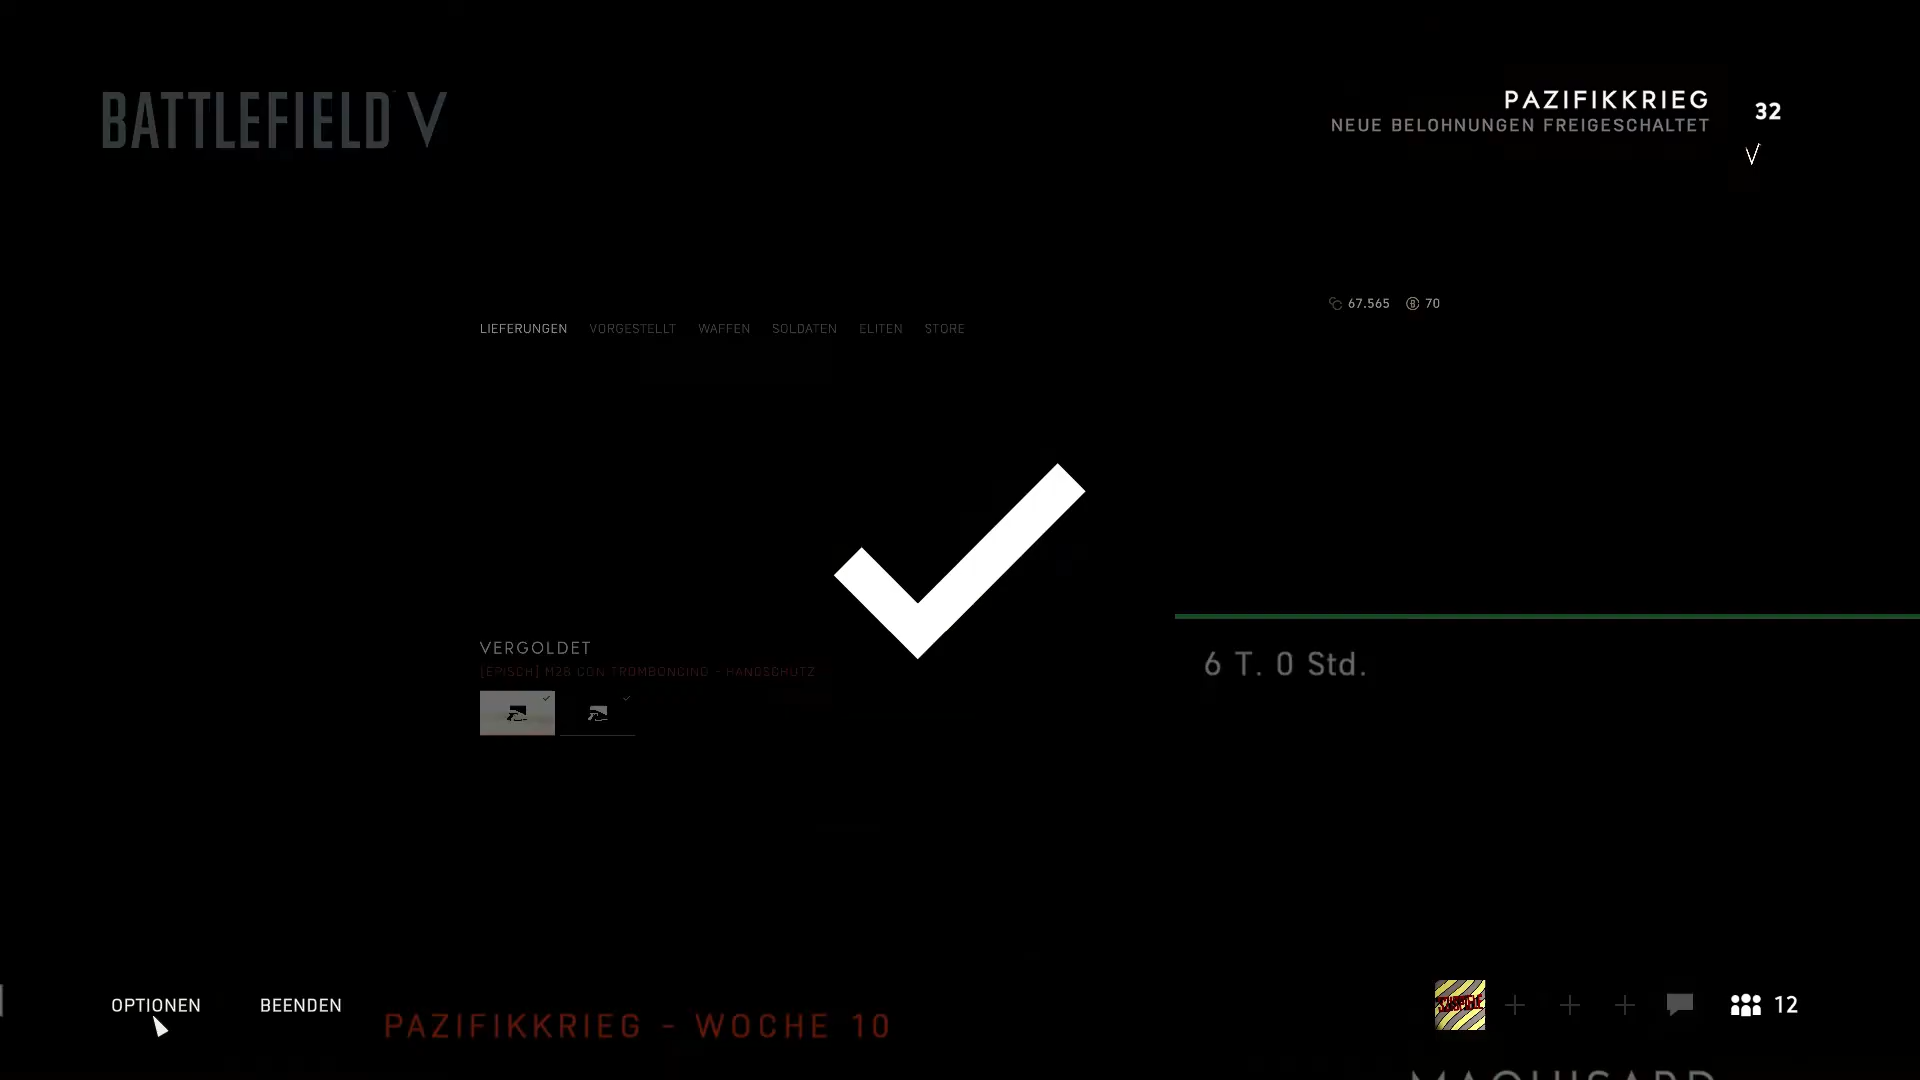 BATTLEFIELD V
PAZIFIKKRIEG
NEUE BELOHNUNGEN FREIGESCHALTET
32
67.565 70
LIEFERUNGEN VORGESTELLT WAFFEN SOLDATEN ELITEN STORE
VERGOLDET
[EPISCH] M28 CON TROMBONCINO - HANDSCHUTZ
6 T. 0 Std.
OPTIONEN BEENDEN
PAZIFIKKRIEG - WOCHE 10
12
MAQUISARD